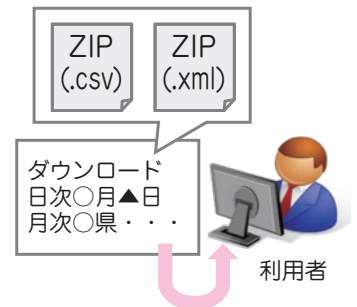 ZIP
(.csv)
ZIP
(.xml)
ダウンロード
日次○月▲日
月次○県・・・
利用者